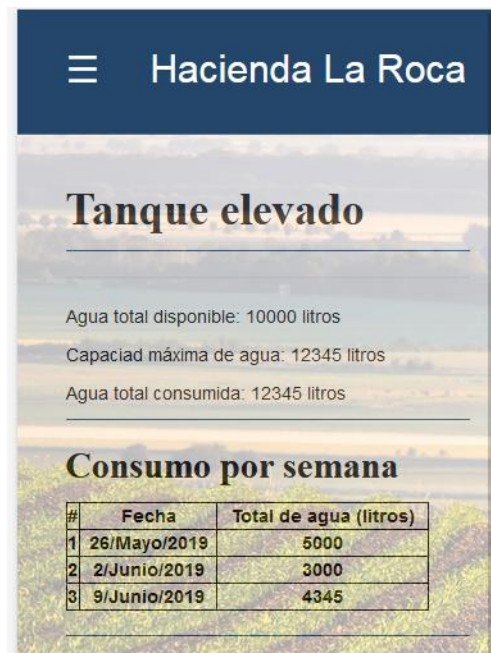 ☰ Hacienda La Roca
Tanque elevado
Agua total disponible: 10000 litros
Capaciad máxima de agua: 12345 litros
Agua total consumida: 12345 litros
Consumo por semana
# Fecha Total de agua (litros)
1 26/Mayo/2019 5000
2 2/Junio/2019 3000
3 9/Junio/2019 4345